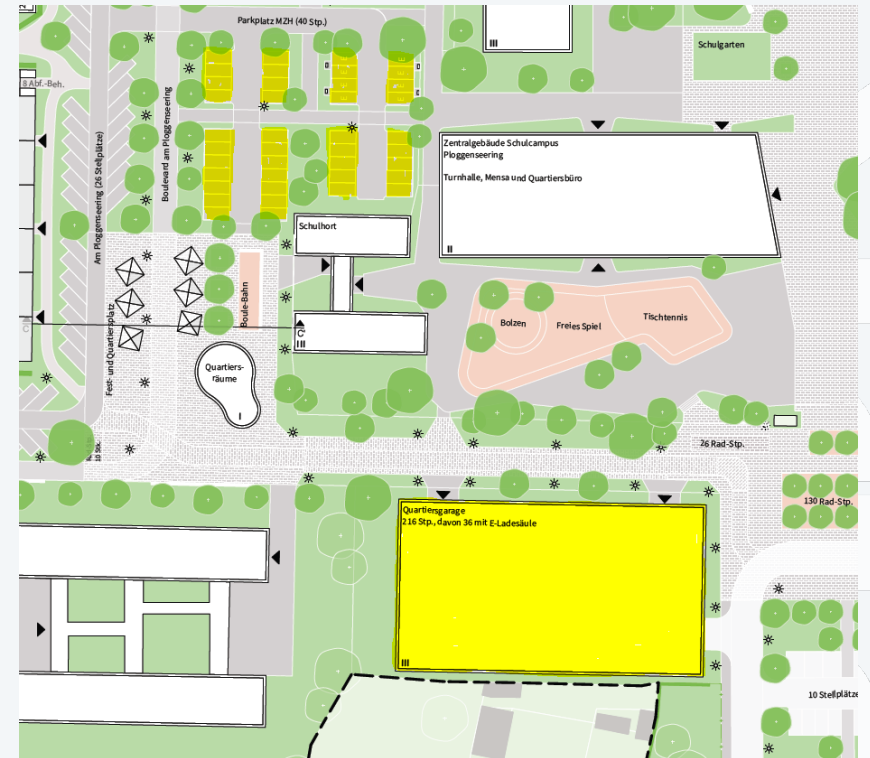 Parkplatz MZH (40 Stp.)
III
Schulgarten
8 Abf.-Beh.
Am Ploggenseering (26 Stellplätze)
Boulevard am Ploggenseering
Zentralgebäude Schulcampus
Ploggenseering
Turnhalle, Mensa und Quartiersbüro
II
Schulhort
Boule-Bahn
Fest- und Quartiersplatz
C
III
Bolzen
Freies Spiel
Tischtennis
Quartiers-
räume
I
26 Rad-Stp.
10 Stk.
130 Rad-Stp.
Quartiersgarage
216 Stp., davon 36 mit E-Ladesäule
III
10 Stellplätze